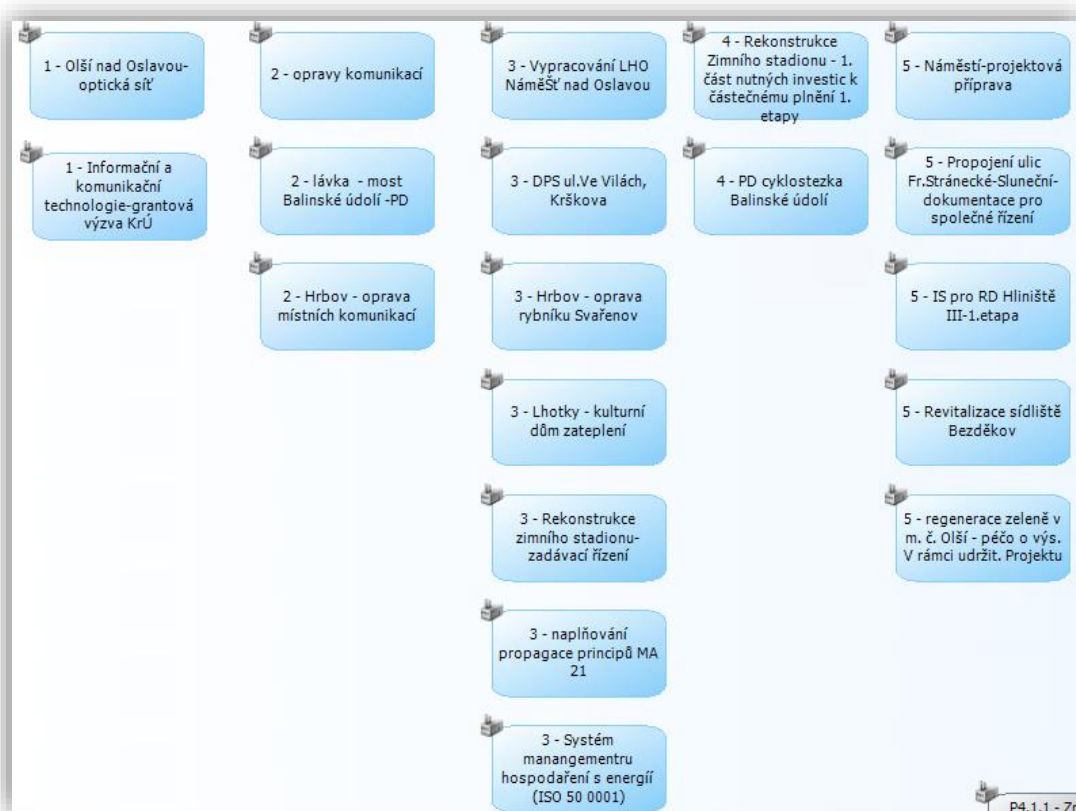 1 - Olší nad Oslavou-
optická síť
1 - Informační a
komunikační
technologie-grantová
výzva KrÚ
2 - opravy komunikací
2 - lávka  - most
Balinské údolí -PD
2 - Hrbov - oprava
místních komunikací
3 - Vypracování LHO
NáměŠť nad Oslavou
3 - DPS ul.Ve Vilách,
Krškova
3 - Hrbov - oprava
rybníku Svařenov
3 - Lhotky - kulturní
dům zateplení
3 - Rekonstrukce
zimního stadionu-
zadávací řízení
3 - naplňování
propagace principů MA
21
3 - Systém
manangementru
hospodaření s energíí
(ISO 50 0001)
4 - Rekonstrukce
Zimního stadionu - 1.
část nutných investic k
částečnému plnění 1.
etapy
4 - PD cyklostezka
Balinské údolí
5 - Náměstí-projektová
příprava
5 - Propojení ulic
Fr.Stránecké-Sluneční-
dokumentace pro
společné řízení
5 - IS pro RD Hliniště
III-1.etapa
5 - Revitalizace sídliště
Bezděkov
5 - regenerace zeleně v
m. č. Olší - péčo o výs.
V rámci udržit. Projektu
P4.1.1 -